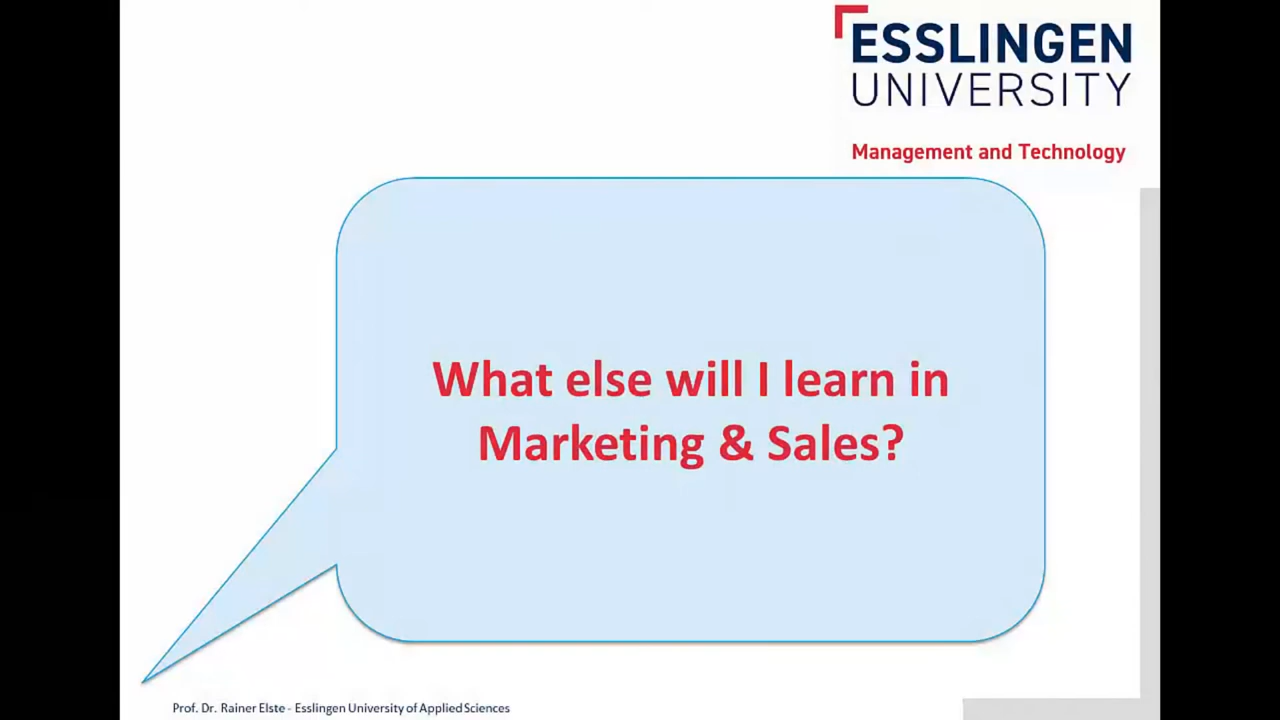 ESSLINGEN
UNIVERSITY
Management and Technology
What else will I learn in
Marketing & Sales?
Prof. Dr. Rainer Elste - Esslingen University of Applied Sciences